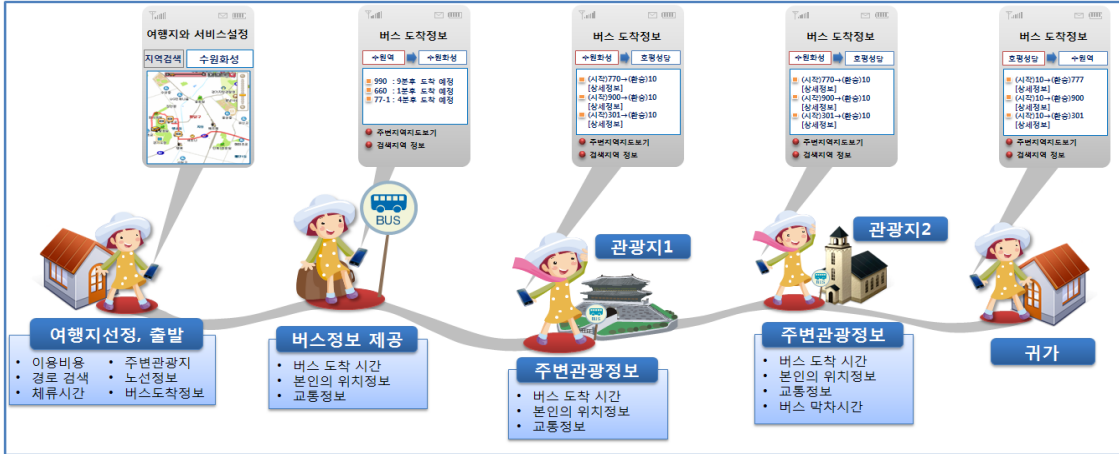 여행지와 서비스설정
지역검색 수원화성
버스 도착정보
수원역 수원화성
990 : 9분후 도착 예정
660 : 1분후 도착 예정
77-1 : 4분후 도착 예정
주변지역지도보기
검색지역 정보
버스 도착정보
수원화성 호평성당
(시작)770→(환승)10
[상세정보]
(시작)900→(환승)10
[상세정보]
(시작)301→(환승)10
[상세정보]
주변지역지도보기
검색지역 정보
버스 도착정보
수원화성 호평성당
(시작)770→(환승)10
[상세정보]
(시작)900→(환승)10
[상세정보]
(시작)301→(환승)10
[상세정보]
주변지역지도보기
검색지역 정보
버스 도착정보
호평성당 수원역
(시작)10→(환승)777
[상세정보]
(시작)10→(환승)900
[상세정보]
(시작)10→(환승)301
[상세정보]
주변지역지도보기
검색지역 정보
BUS
관광지1
BUS
관광지2
BUS
여행지선정, 출발
• 이용비용
• 경로 검색
• 체류시간
• 주변관광지
• 노선정보
• 버스도착정보
버스정보 제공
• 버스 도착 시간
• 본인의 위치정보
• 교통정보
주변관광정보
• 버스 도착 시간
• 본인의 위치정보
• 교통정보
주변관광정보
• 버스 도착 시간
• 본인의 위치정보
• 교통정보
• 버스 막차시간
귀가